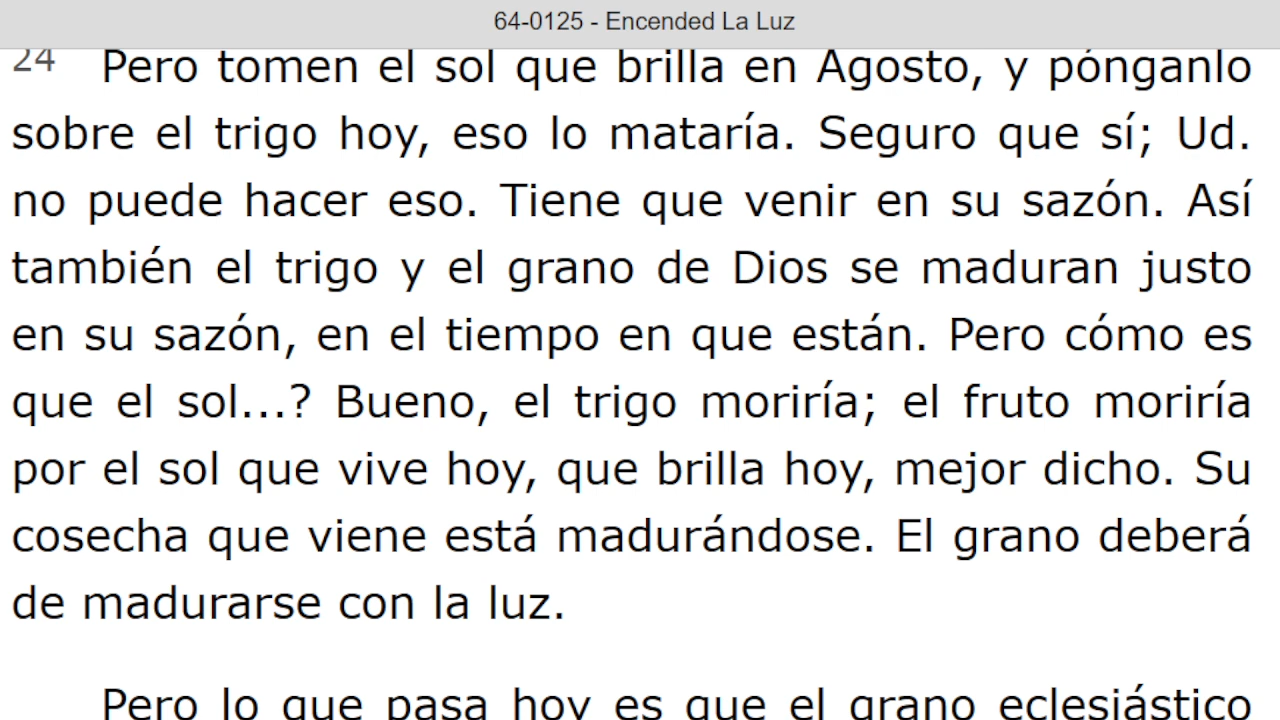 64-0125 - Encended La Luz
24 Pero tomen el sol que brilla en Agosto, y pónganlo
sobre el trigo hoy, eso lo mataría. Seguro que sí; Ud.
no puede hacer eso. Tiene que venir en su sazón. Así
también el trigo y el grano de Dios se maduran justo
en su sazón, en el tiempo en que están. Pero cómo es
que el sol...? Bueno, el trigo moriría; el fruto moriría
por el sol que vive hoy, que brilla hoy, mejor dicho. Su
cosecha que viene está madurándose. El grano deberá
de madurarse con la luz.
Pero lo que pasa hoy es que el grano eclesiástico